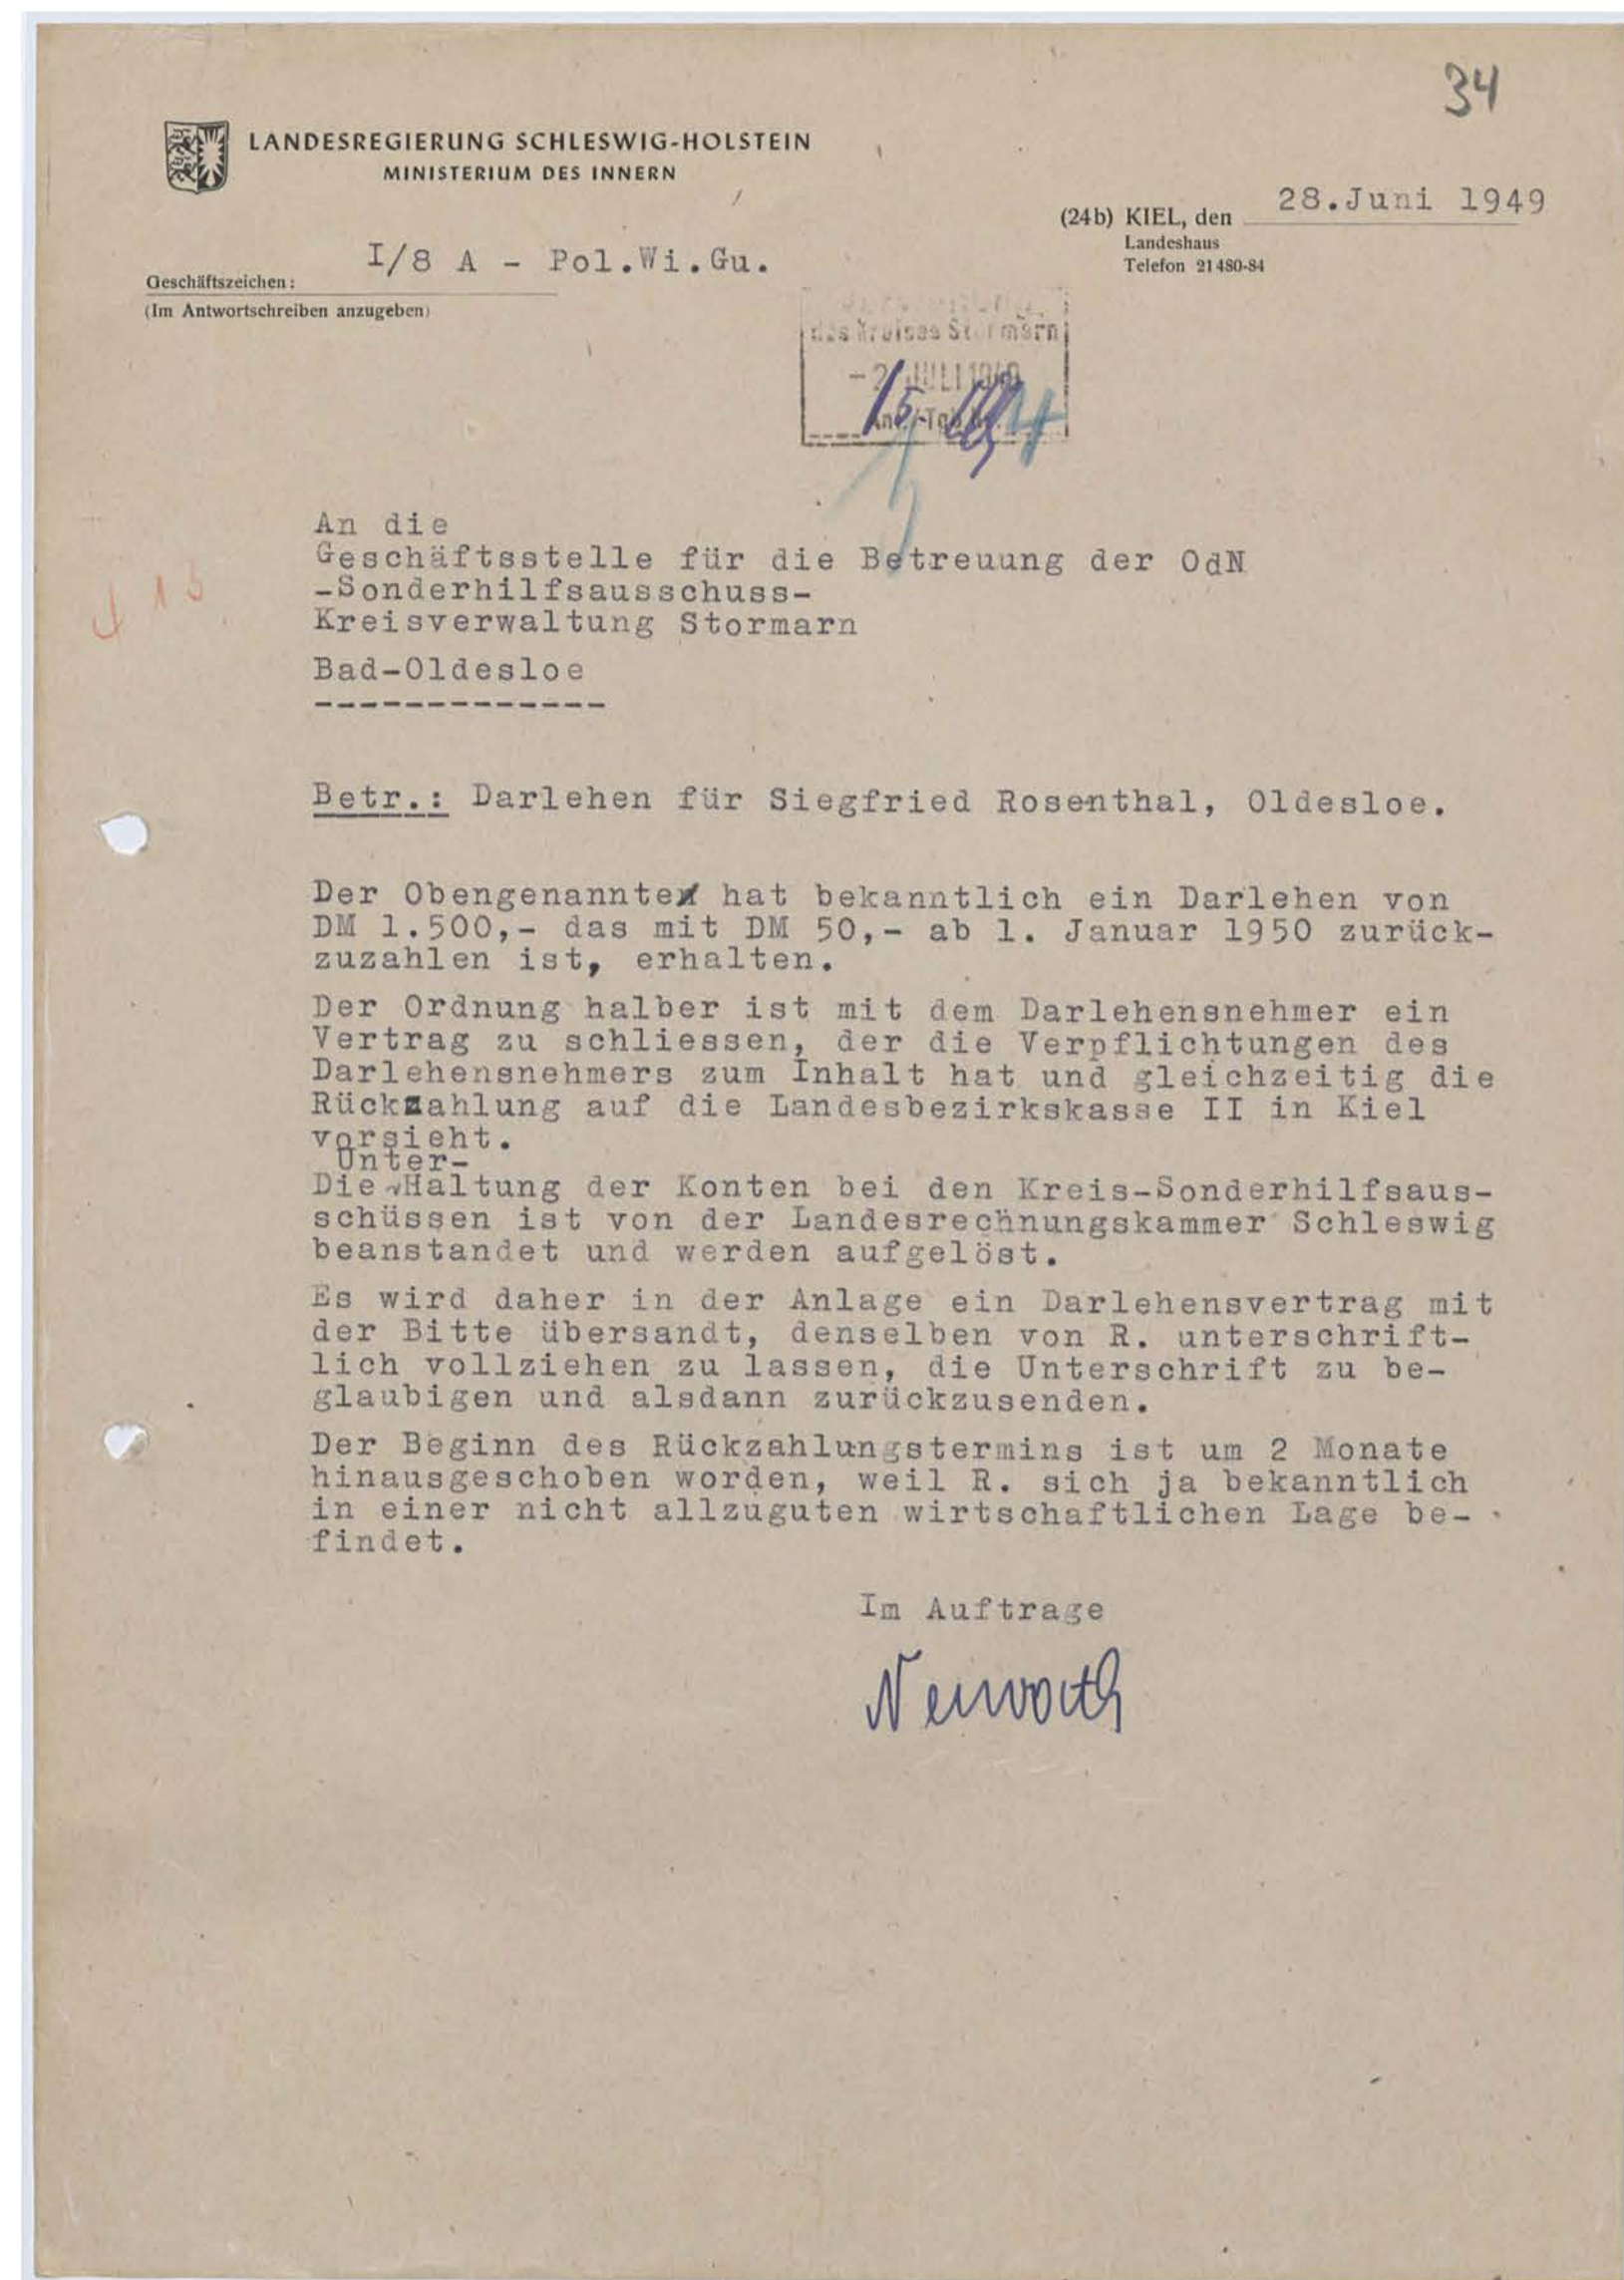 34
LANDESREGIERUNG SCHLESWIG-HOLSTEIN
MINISTERIUM DES INNERN
(24b) KIEL, den 28.Juni 1949
Landeshaus
Telefon 21480-84
Geschäftszeichen: I/8 A - Pol.Wi.Gu.
(Im Antwortschreiben anzugeben)
des Kreises Stormarn
An die
Geschäftsstelle für die Betreuung der OdN
-Sonderhilfsausschuss-
Kreisverwaltung Stormarn
Bad-Oldesloe
-------------
Betr.: Darlehen für Siegfried Rosenthal, Oldesloe.
Der Obengenannte hat bekanntlich ein Darlehen von
DM 1.500,- das mit DM 50,- ab 1. Januar 1950 zurück-
zuzahlen ist, erhalten.
Der Ordnung halber ist mit dem Darlehensnehmer ein
Vertrag zu schliessen, der die Verpflichtungen des
Darlehensnehmers zum Inhalt hat und gleichzeitig die
Rückzahlung auf die Landesbezirkskasse II in Kiel
vorsieht.
Unter-
Die Haltung der Konten bei den Kreis-Sonderhilfsaus-
schüssen ist von der Landesrechnungskammer Schleswig
beanstandet und werden aufgelöst.
Es wird daher in der Anlage ein Darlehensvertrag mit
der Bitte übersandt, denselben von R. unterschrift-
lich vollziehen zu lassen, die Unterschrift zu be-
glaubigen und alsdann zurückzusenden.
Der Beginn des Rückzahlungstermins ist um 2 Monate
hinausgeschoben worden, weil R. sich ja bekanntlich
in einer nicht allzuguten wirtschaftlichen Lage be-
findet.
Im Auftrage